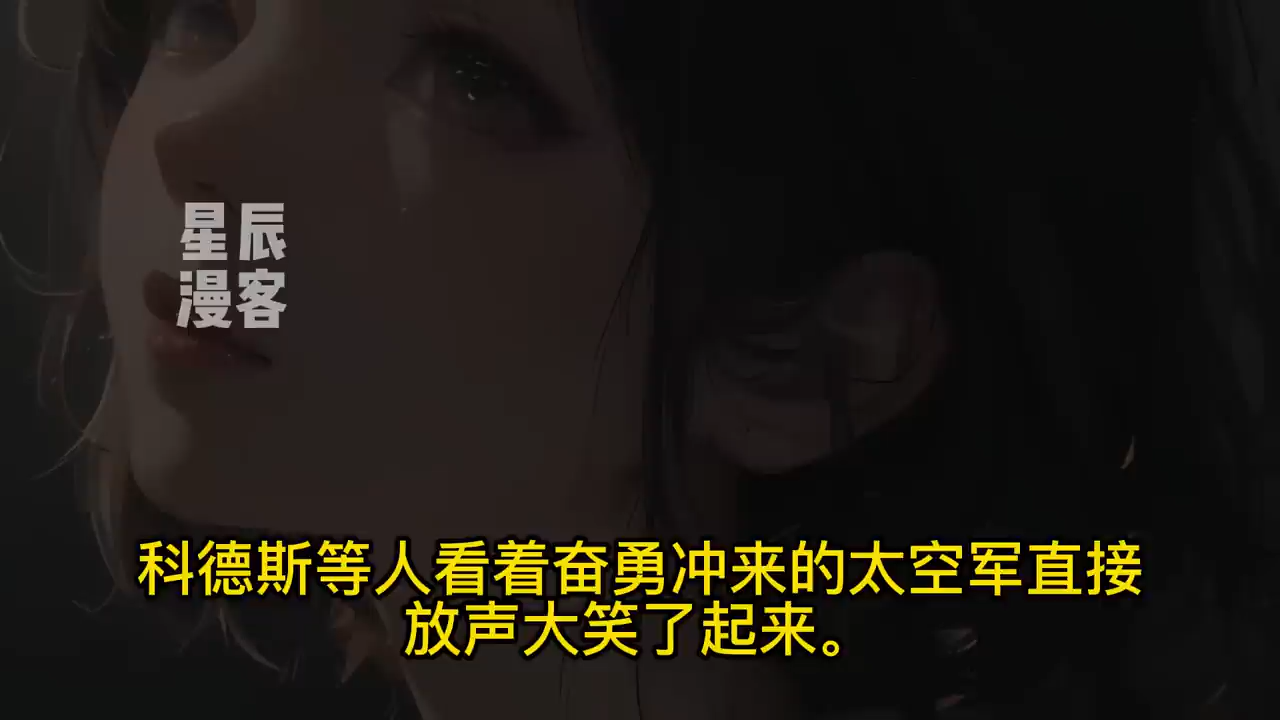 星辰
漫客
科德斯等人看着奋勇冲来的太空军直接
放声大笑了起来。